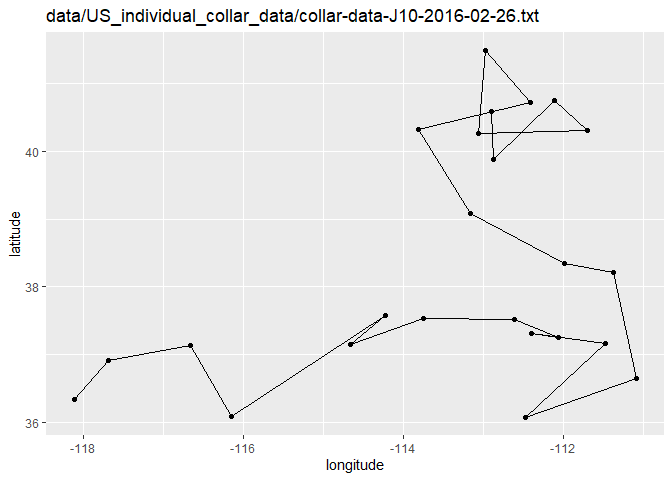 data/US_individual_collar_data/collar-data-J10-2016-02-26.txt
40
38
36
latitude
-118 -116 -114 -112
longitude